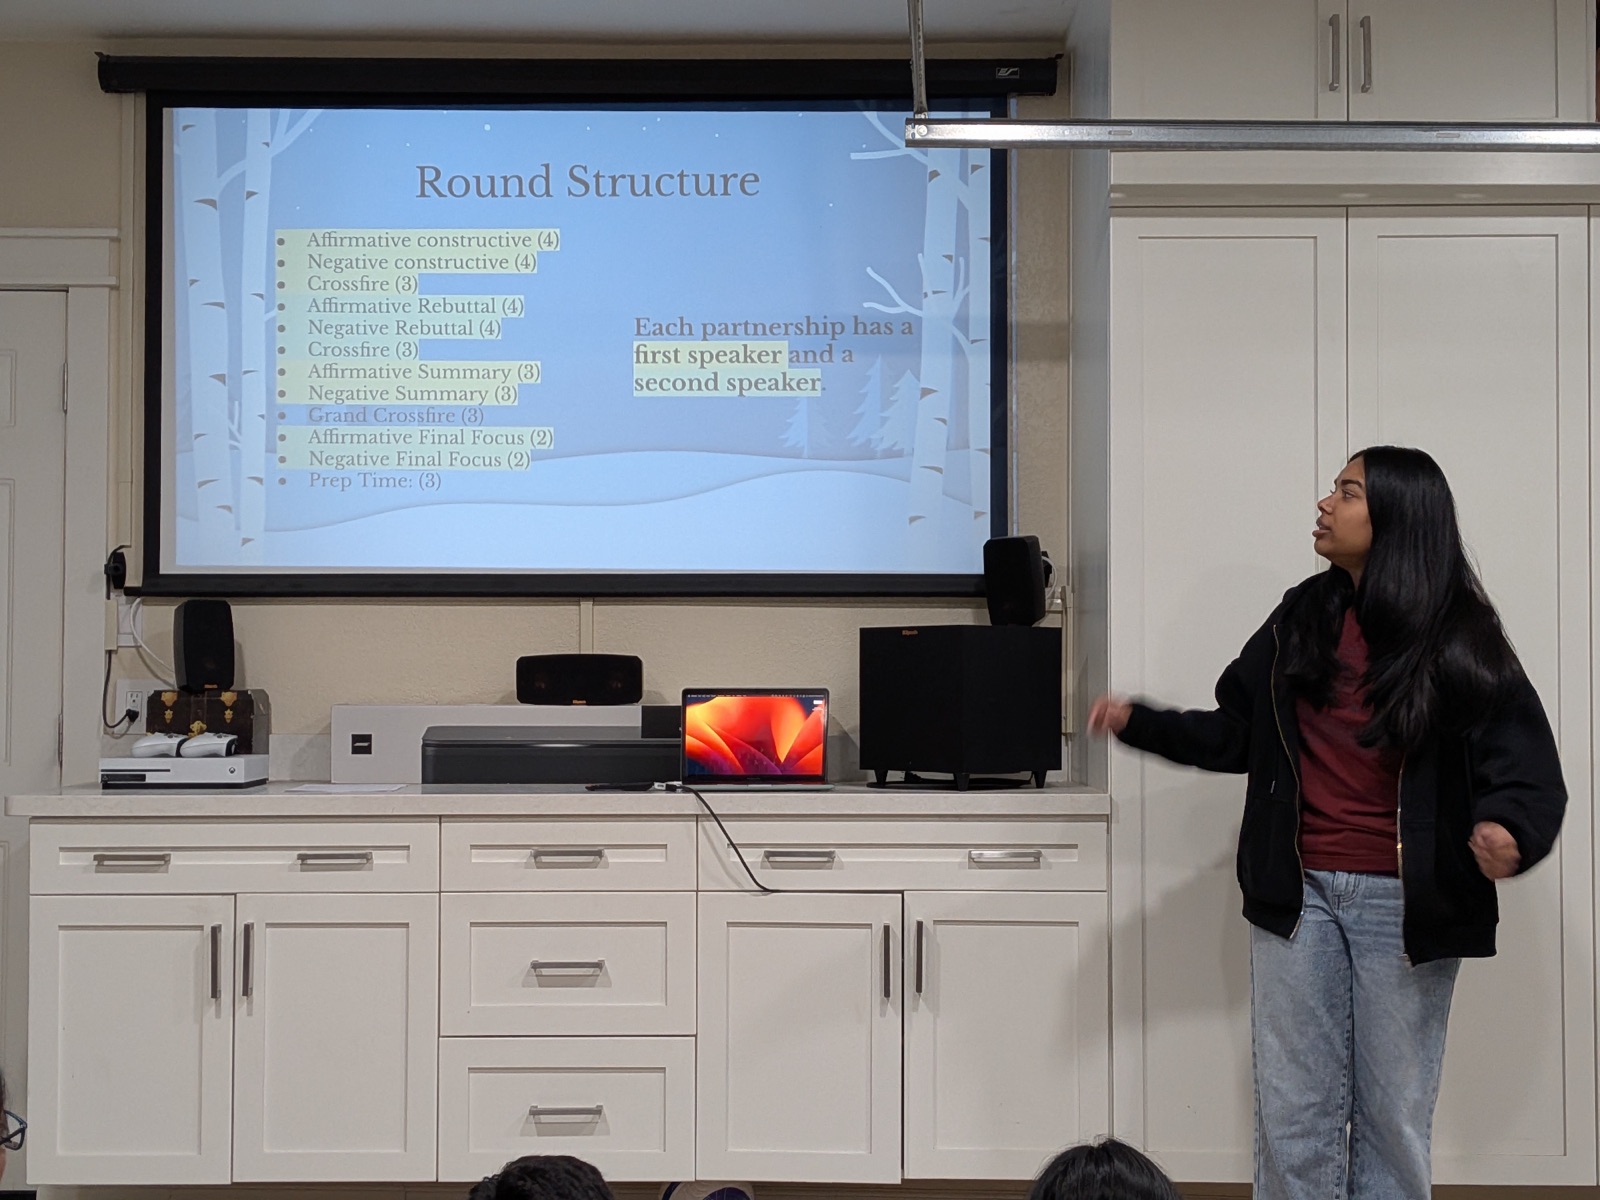 Round Structure
Affirmative constructive (4)
Negative constructive (4)
Crossfire (3)
Affirmative Rebuttal (4)
Negative Rebuttal (4)
Crossfire (3)
Affirmative Summary (3)
Negative Summary (3)
Grand Crossfire (3)
Affirmative Final Focus (2)
Negative Final Focus (2)
Prep Time: (3)
Each partnership has a
first speaker and a
second speaker.
Klipsch
Klipsch